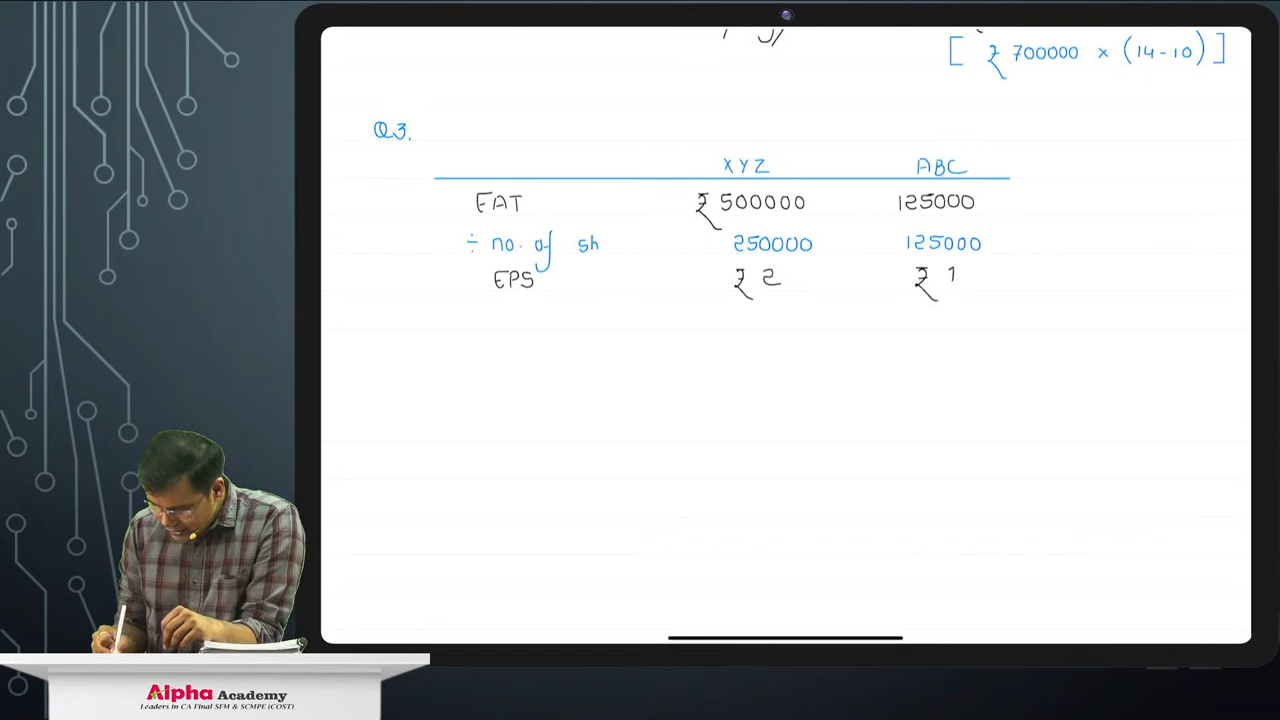 [ ₹ 700000 × (14-10) ]
Q3.
XYZ ABC
EAT ₹ 500000 125000
÷ no. of sh 250000 125000
EPS ₹ 2 ₹ 1
Alpha Academy
Leaders in CA Final SFM & SCMPE (COST)